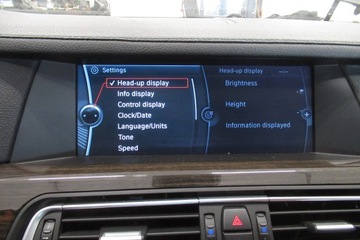 Settings
✓ Head-up display
Info display
Control display
Clock/Date
Language/Units
Tone
Speed
Head-up display
Brightness
Height
Information displayed